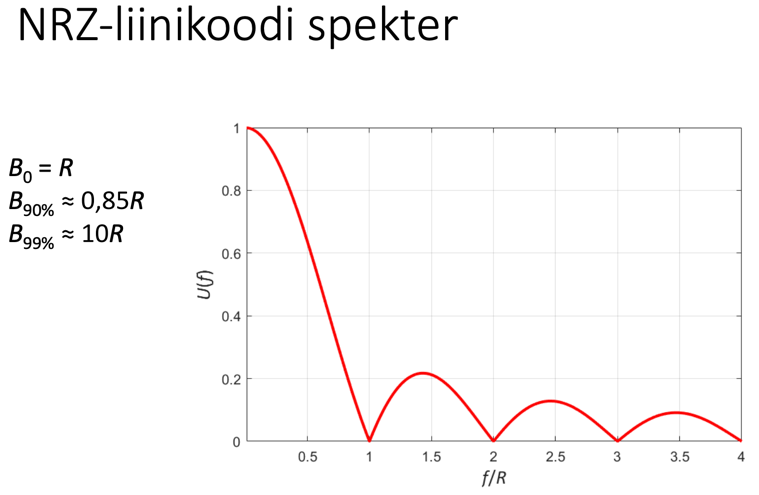 NRZ-liinikoodi spekter
B0 = R
B90% ≈ 0,85R
B99% ≈ 10R
U(f)
1
0.8
0.6
0.4
0.2
0
0.5
1
1.5
2
2.5
3
3.5
4
f/R